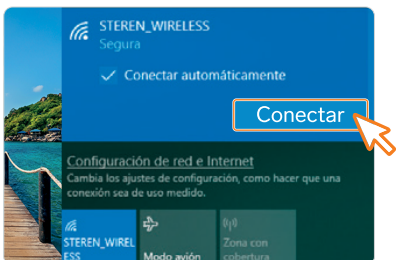 STEREN_WIRELESS
Segura
Conectar automáticamente
Conectar
Configuración de red e Internet
Cambia los ajustes de configuración, como hacer que una
conexión sea de uso medido.
STEREN_WIREL
ESS
Modo avión
Zona con
cobertura